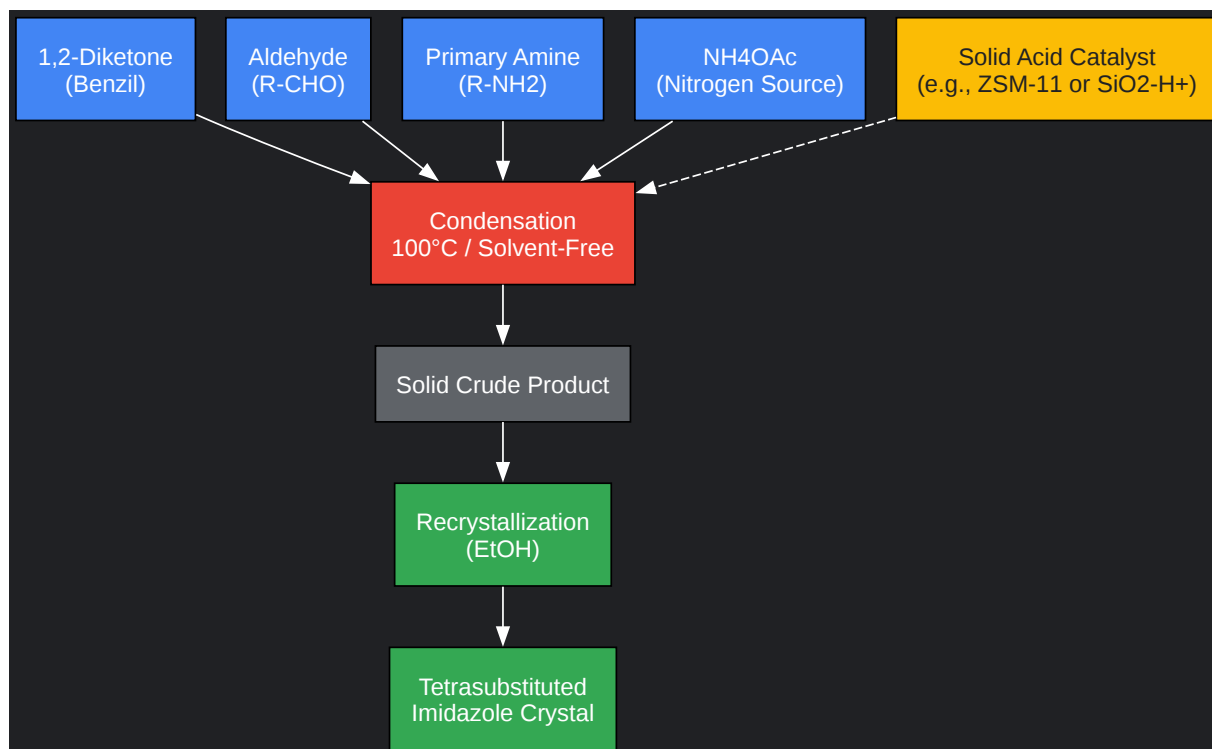 1,2-Diketone
(Benzil)
Aldehyde
(R-CHO)
Primary Amine
(R-NH2)
NH4OAc
(Nitrogen Source)
Solid Acid Catalyst
(e.g., ZSM-11 or SiO2-H+)
Condensation
100°C / Solvent-Free
Solid Crude Product
Recrystallization
(EtOH)
Tetrasubstituted
Imidazole Crystal